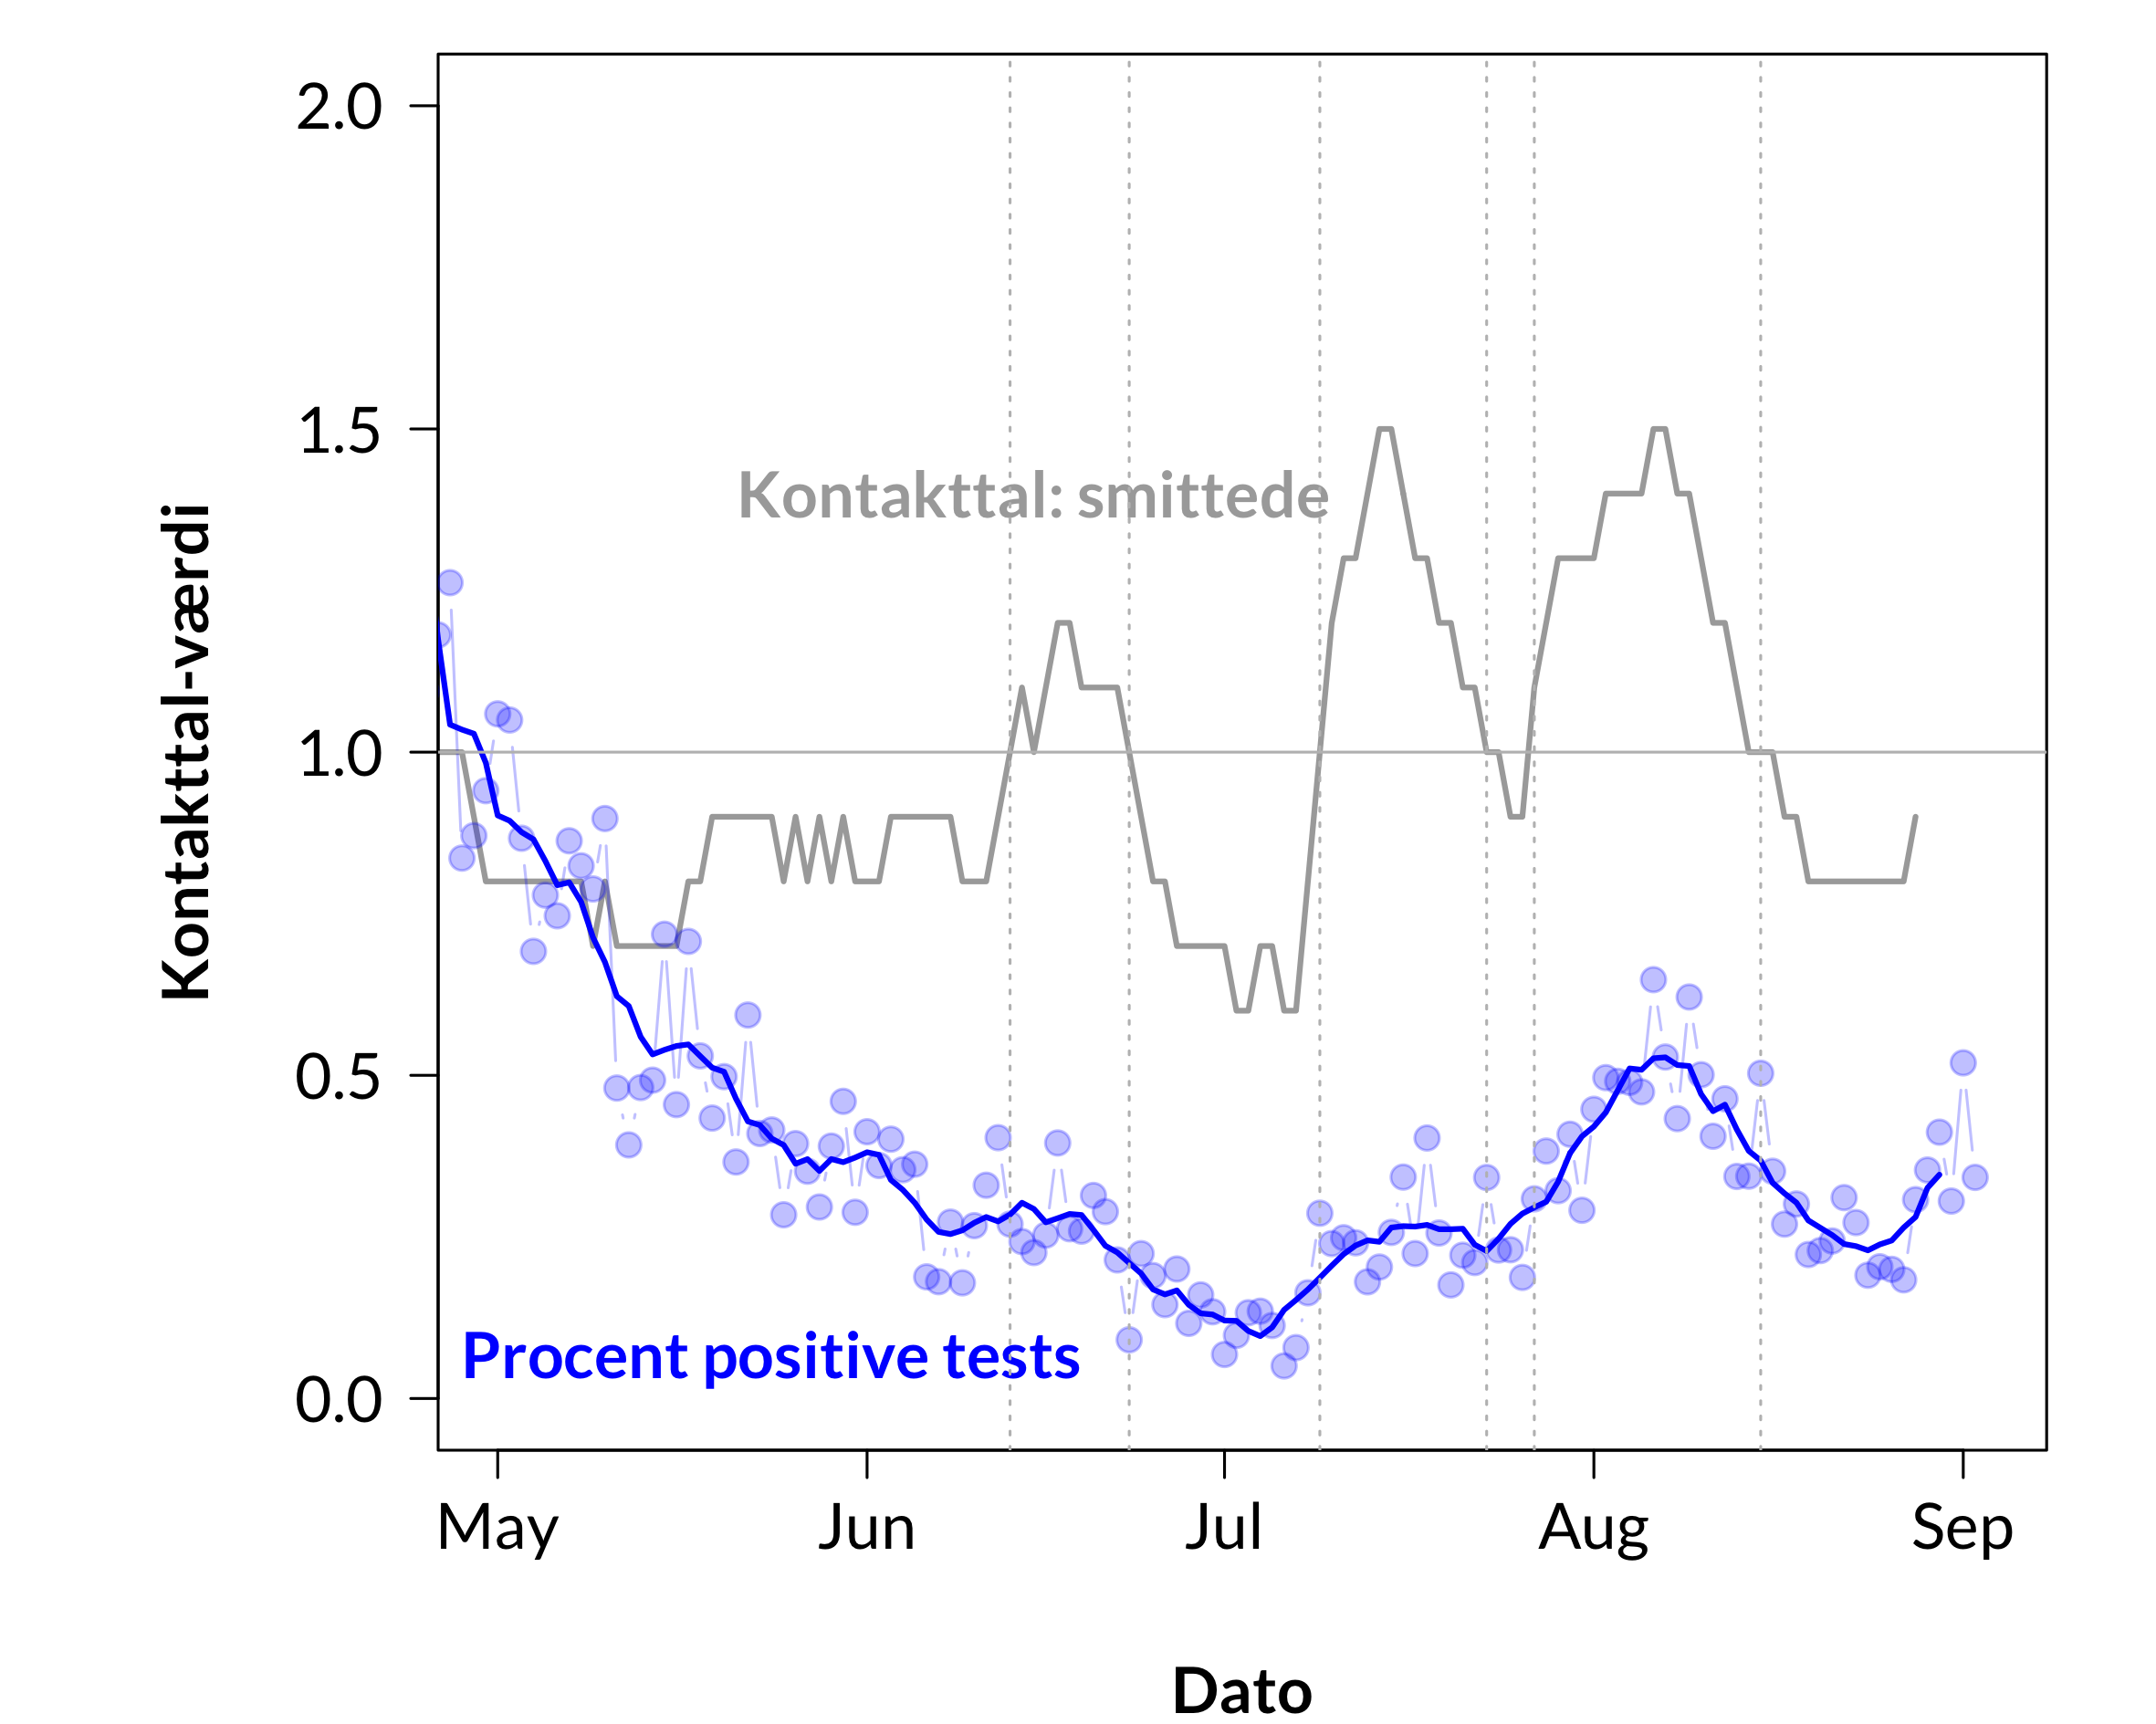 Kontakttal-værdi
2.0
1.5
1.0
0.5
0.0
Kontakttal: smittede
Procent positive tests
May Jun Jul Aug Sep
Dato